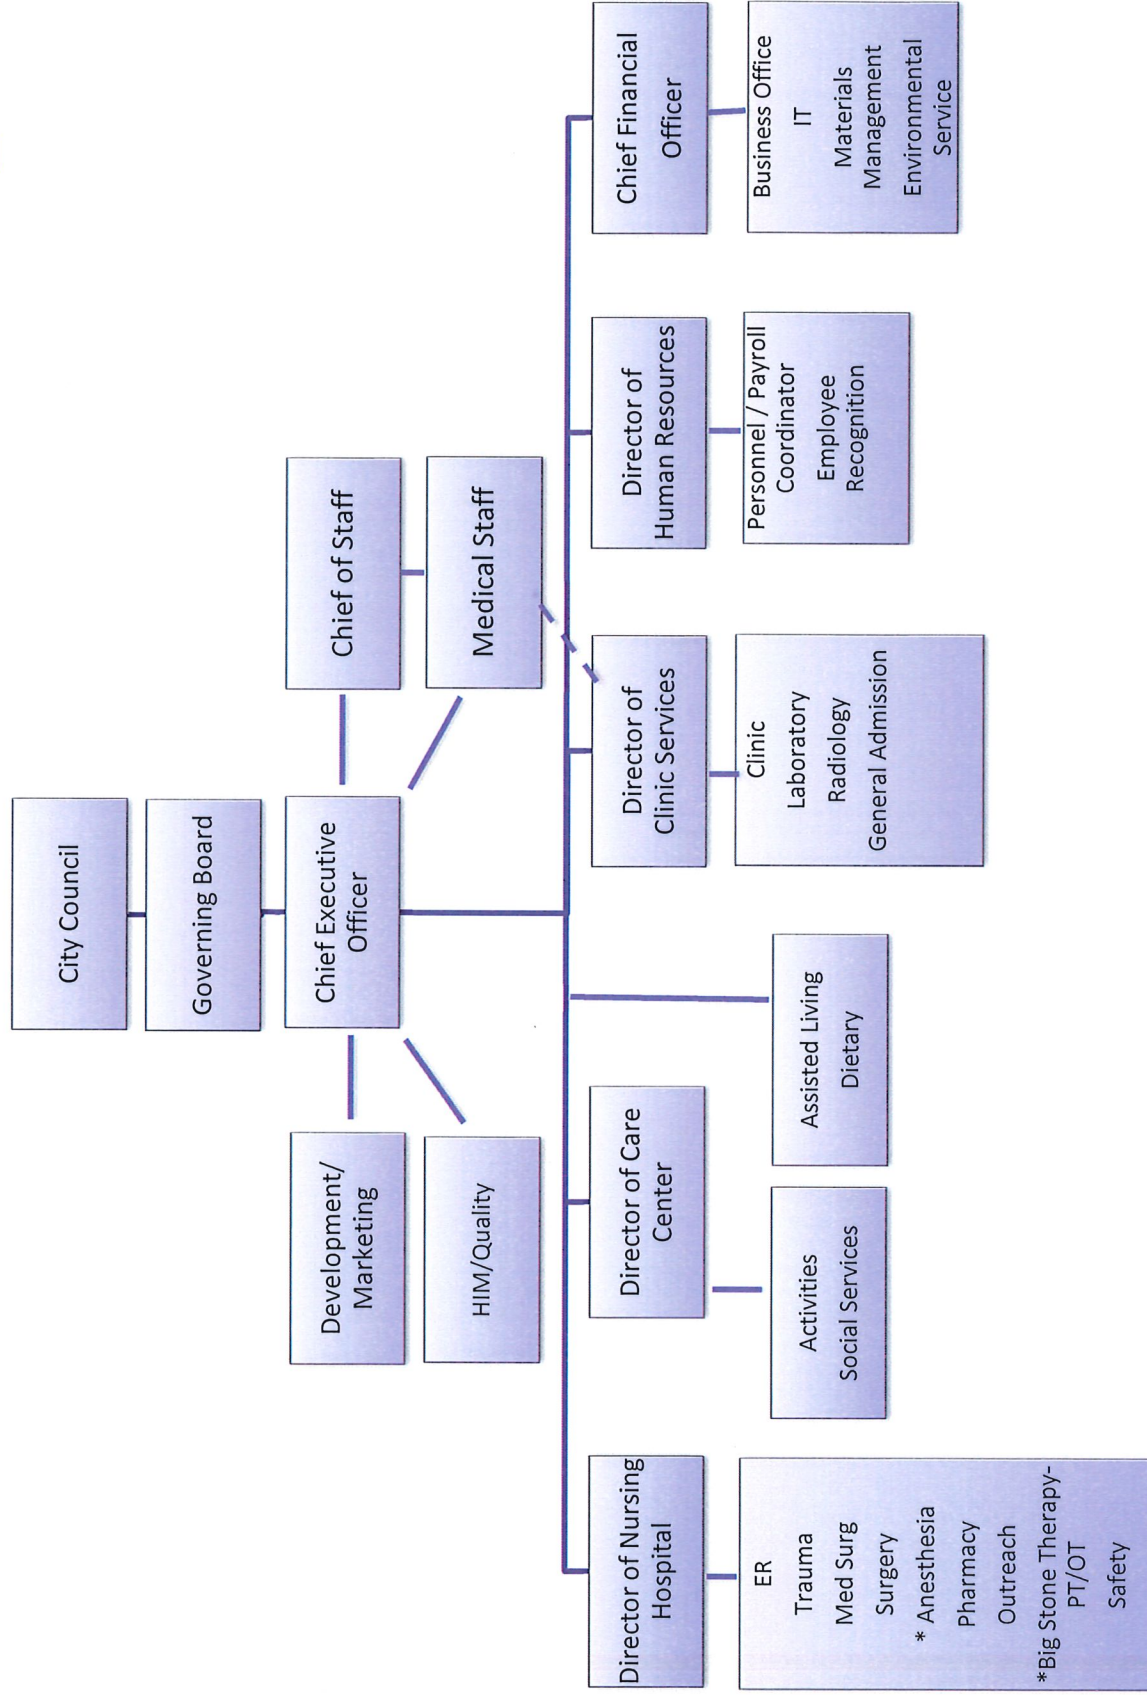 City Council
Governing Board
Chief Executive
Officer
Chief of Staff
Medical Staff
Development/
Marketing
HIM/Quality
Director of Nursing
Hospital
Director of Care
Center
Director of
Clinic Services
Director of
Human Resources
Chief Financial
Officer
ER
Trauma
Med Surg
Surgery
* Anesthesia
Pharmacy
Outreach
*Big Stone Therapy-
PT/OT
Safety
Activities
Social Services
Assisted Living
Dietary
Clinic
Laboratory
Radiology
General Admission
Personnel / Payroll
Coordinator
Employee
Recognition
Business Office
IT
Materials
Management
Environmental
Service